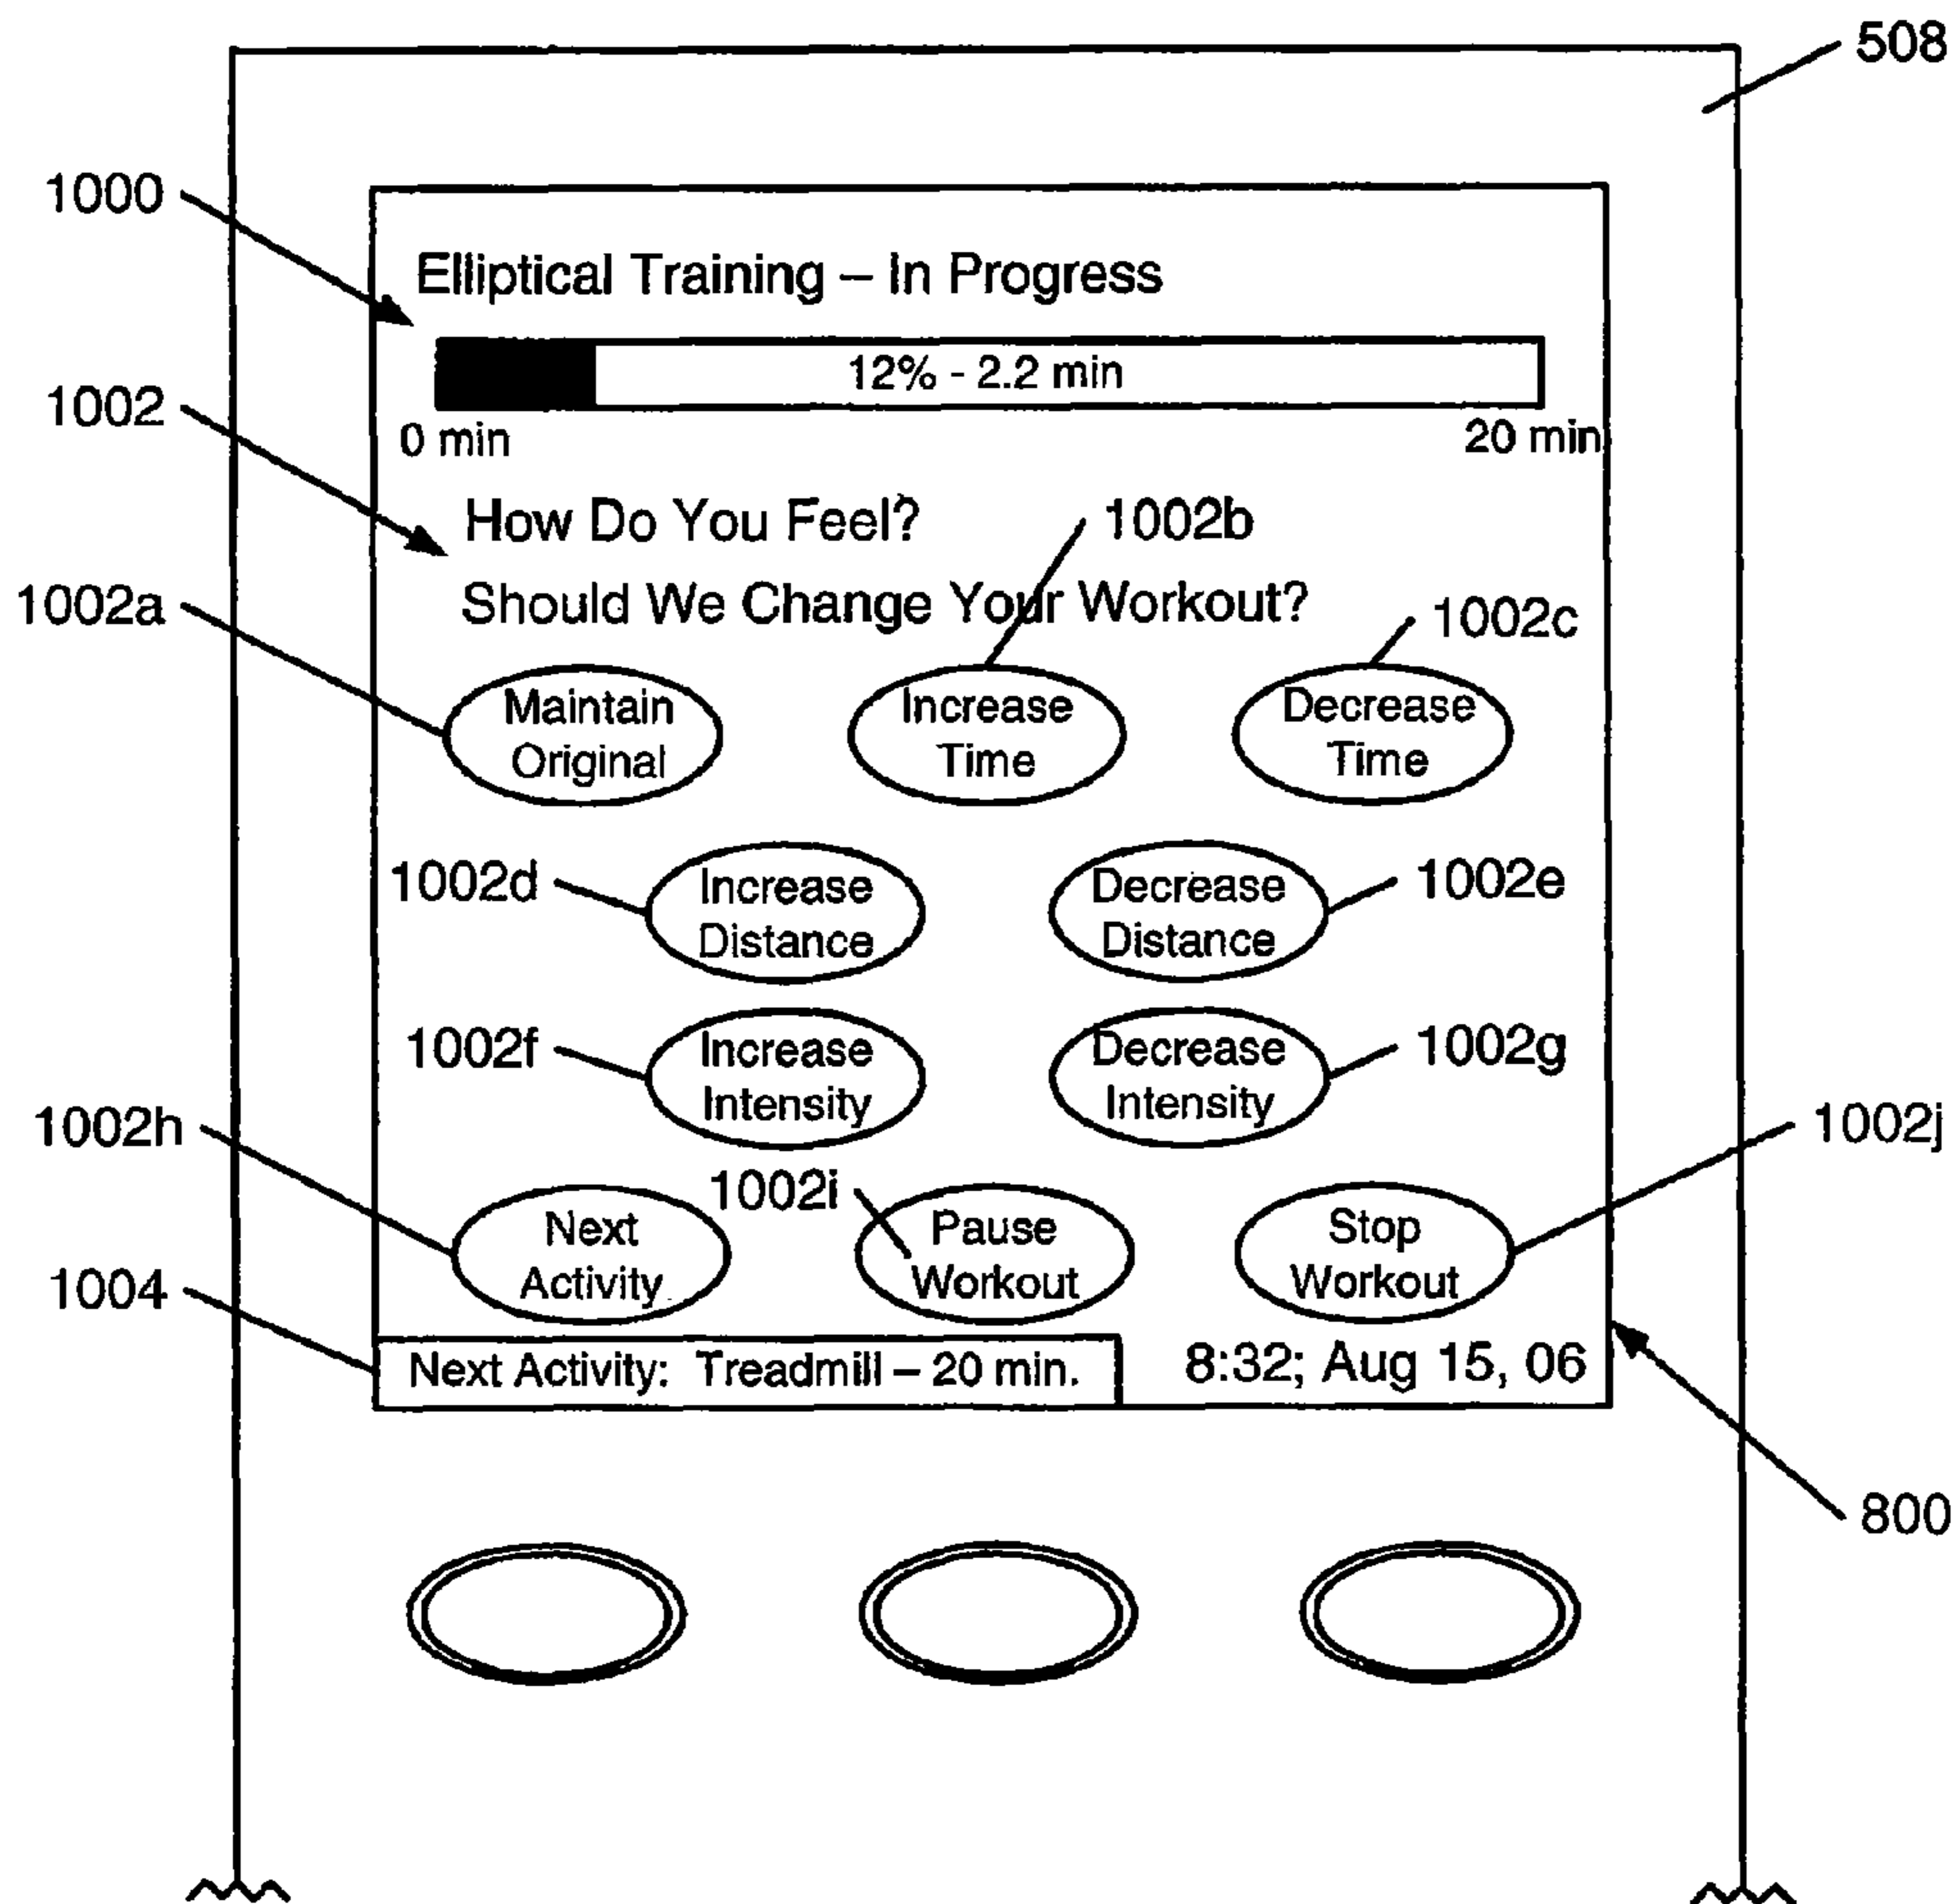 508
1000
Elliptical Training – In Progress
12% - 2.2 min
1002
0 min 20 min
How Do You Feel?
1002b
Should We Change Your Workout?
1002a
1002c
Maintain Original
Increase Time
Decrease Time
1002d
Increase Distance
Decrease Distance
1002e
1002f
Increase Intensity
Decrease Intensity
1002g
1002h
1002j
1002i
Next Activity
Pause Workout
Stop Workout
1004
Next Activity: Treadmill – 20 min.
8:32; Aug 15, 06
800